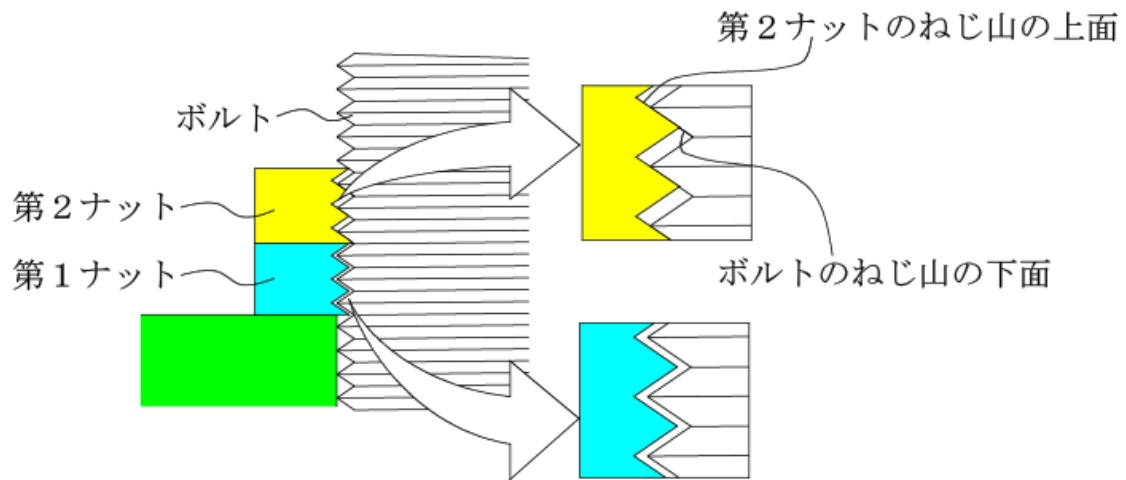 第２ナットのねじ山の上面
ボルト
第２ナット
第１ナット
ボルトのねじ山の下面